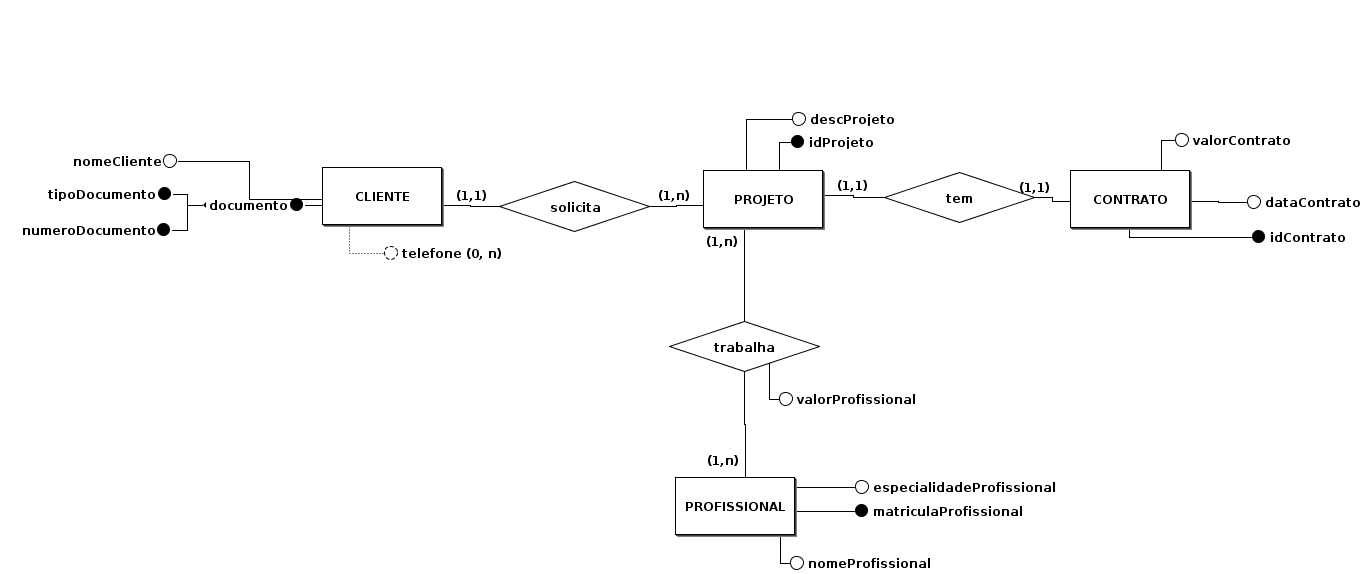 descProjeto
idProjeto
valorContrato
nomeCliente
tipoDocumento
documento
numeroDocumento
CLIENTE
(1,1)
solicita
(1,n)
PROJETO
(1,1)
tem
(1,1)
CONTRATO
dataContrato
idContrato
telefone (0, n)
(1,n)
trabalha
valorProfissional
(1,n)
PROFISSIONAL
especialidadeProfissional
matriculaProfissional
nomeProfissional